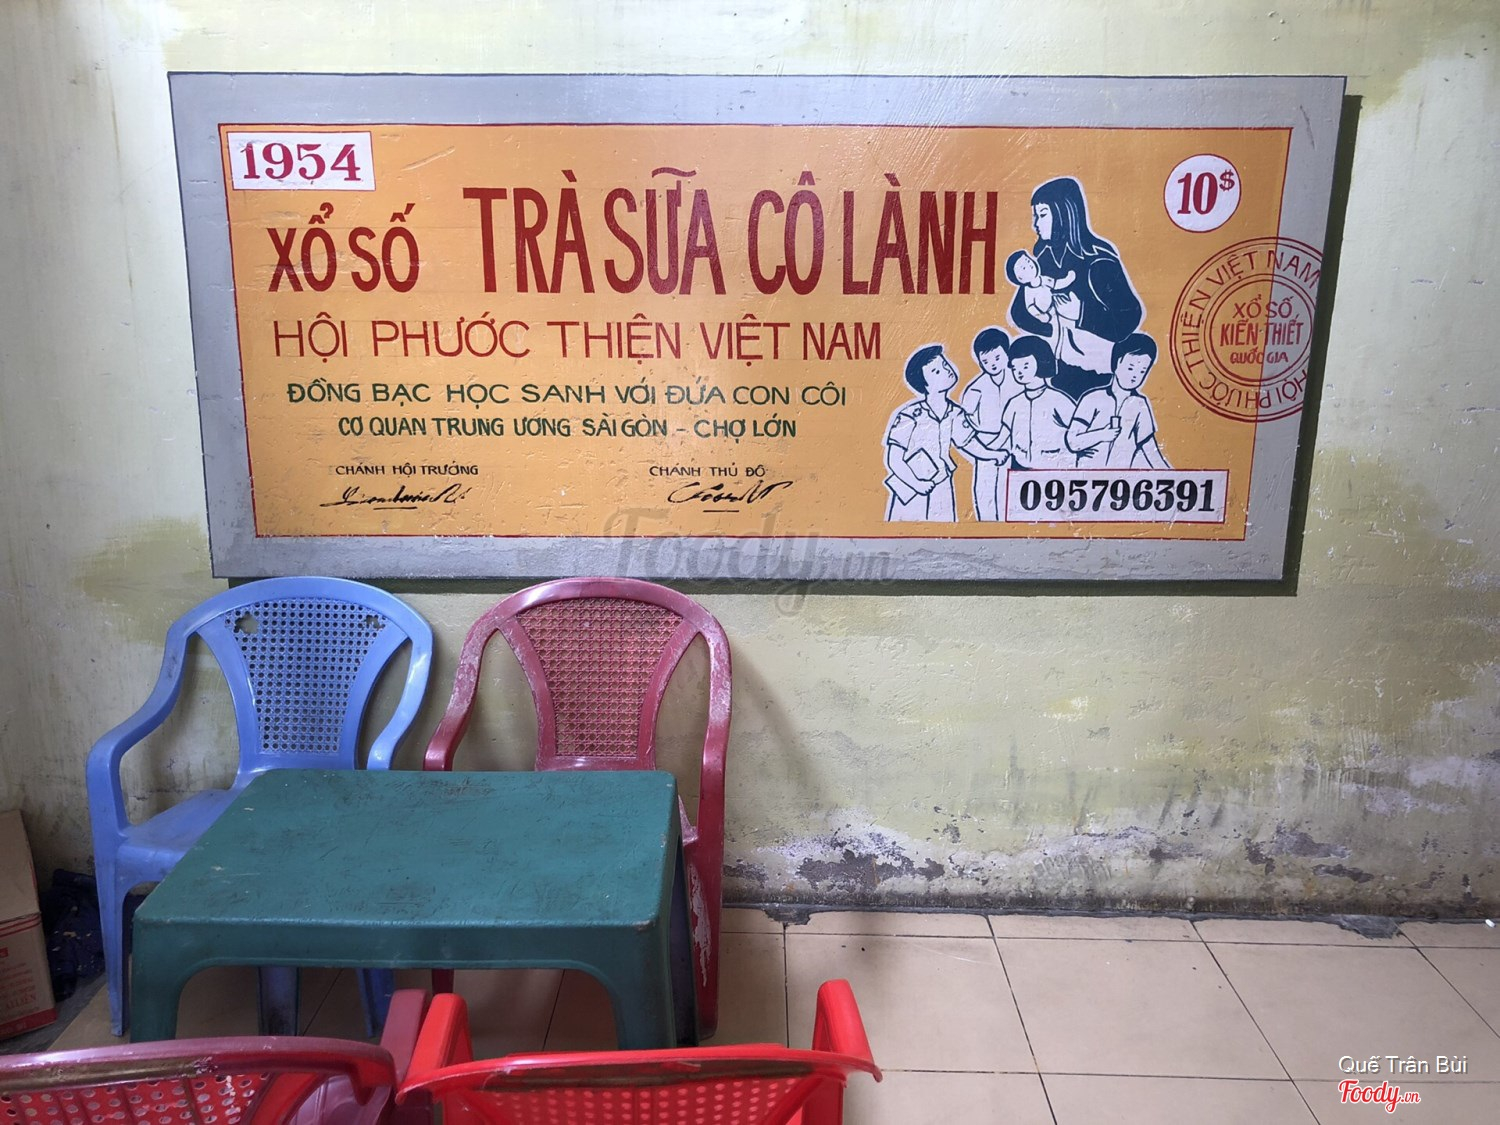 1954
10$
XỔ SỐ TRÀ SỮA CÔ LÀNH
HỘI PHƯỚC THIỆN VIỆT NAM
ĐỒNG BẠC HỌC SANH VỚI ĐỨA CON CÔI
CƠ QUAN TRUNG ƯƠNG SÀI GÒN - CHỢ LỚN
CHÁNH HỘI TRƯỞNG
CHÁNH THỦ ĐÔ
095796391
HỘI PHƯỚC THIỆN VIỆT NAM
XỔ SỐ
KIẾN THIẾT
QUỐC GIA
Foody.vn
Quế Trân Bùi
Foody.vn